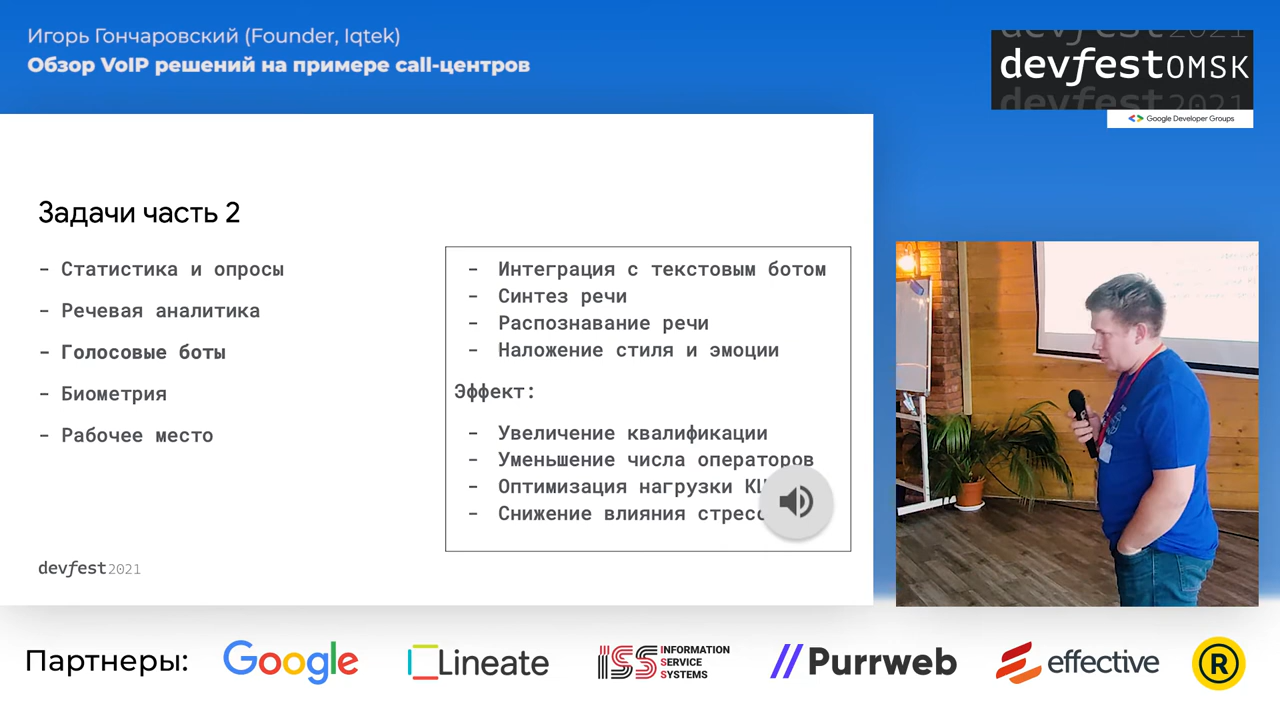 Игорь Гончаровский (Founder, Iqtek)
Обзор VoIP решений на примере call-центров
devfest2021
devfestOMSK
devfest2021
Google Developer Groups
Задачи часть 2
- Статистика и опросы
- Речевая аналитика
- Голосовые боты
- Биометрия
- Рабочее место
- Интеграция с текстовым ботом
- Синтез речи
- Распознавание речи
- Наложение стиля и эмоции
Эффект:
- Увеличение квалификации
- Уменьшение числа операторов
- Оптимизация нагрузки
- Снижение влияния
devfest2021
Партнеры:
Google
Lineate
ISS INFORMATION
SERVICE
SYSTEMS
Purrweb
effective
R